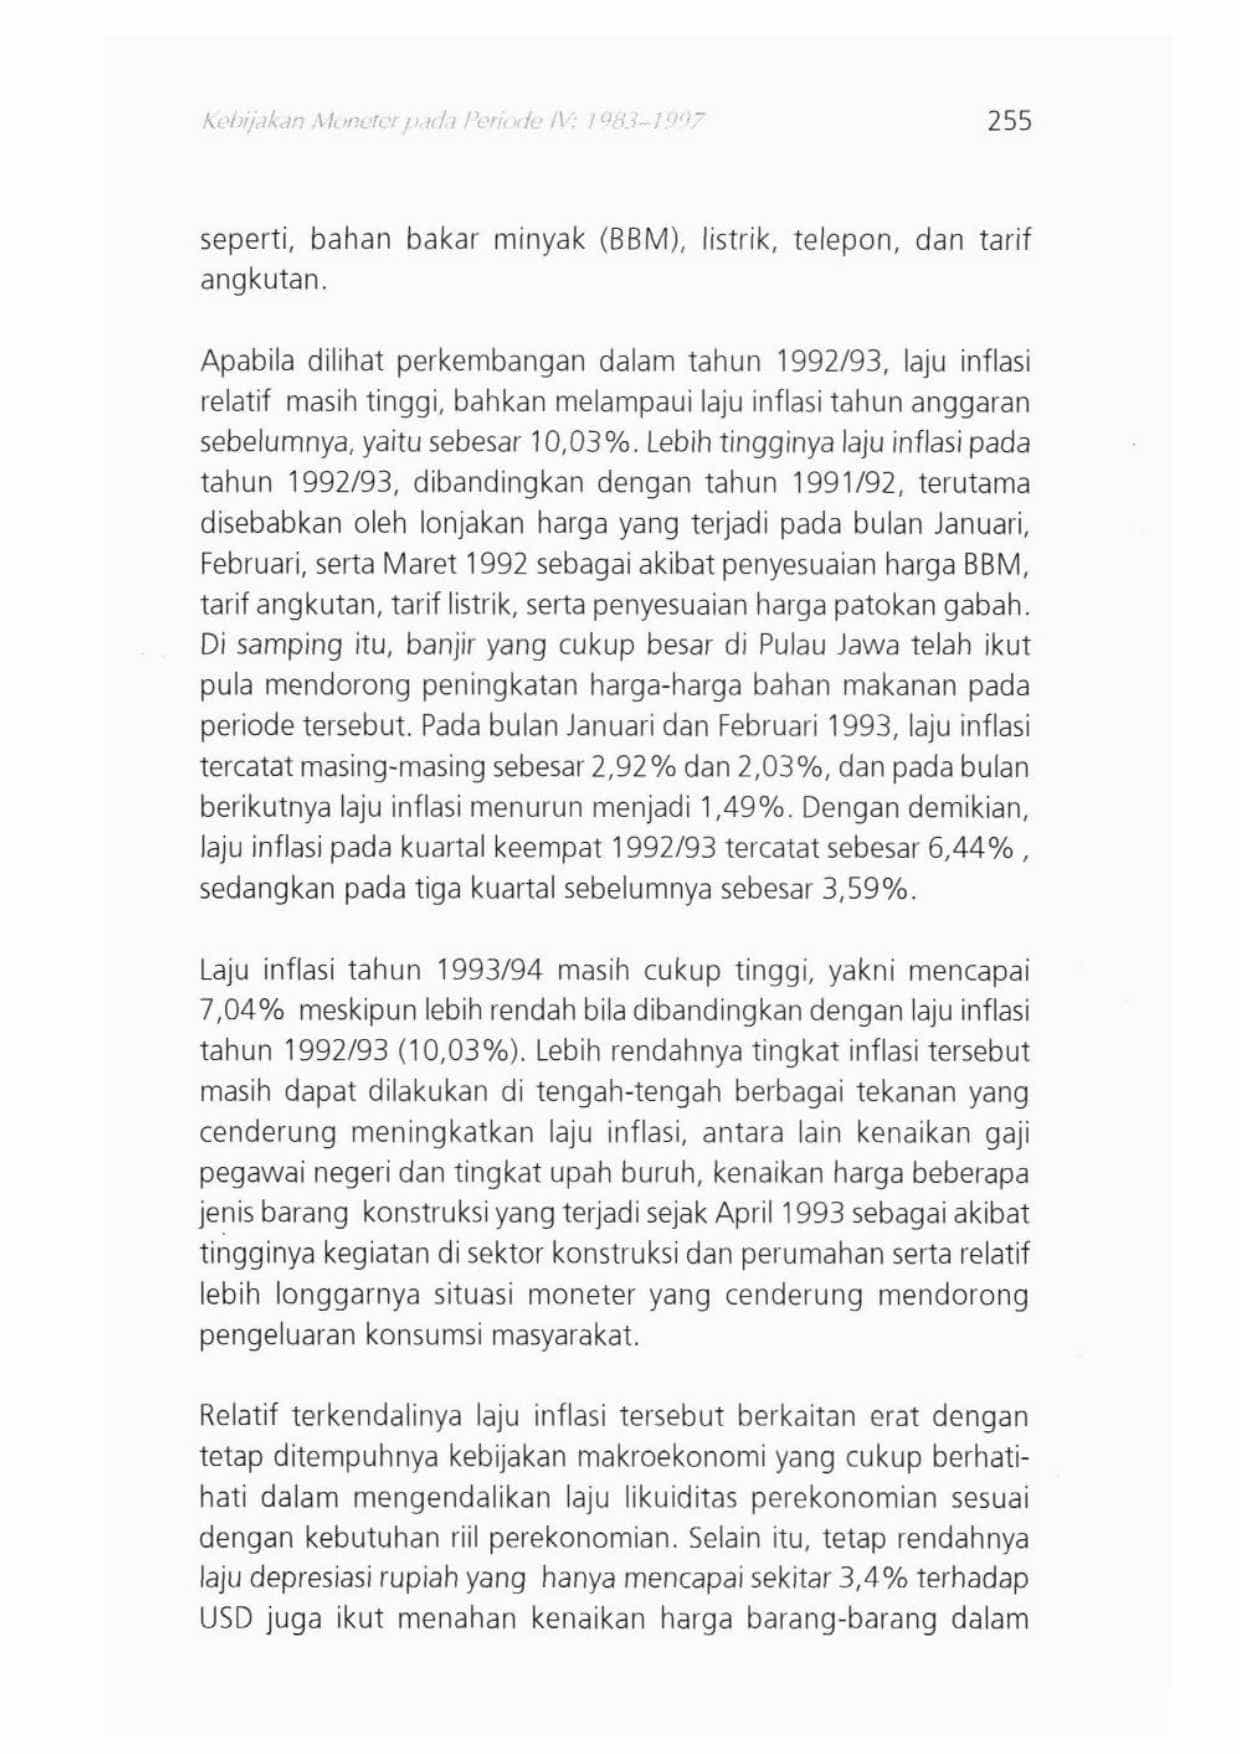 Kebijakan Moneter pada Periode IV: 1983–1997 255
seperti, bahan bakar minyak (BBM), listrik, telepon, dan tarif
angkutan.
Apabila dilihat perkembangan dalam tahun 1992/93, laju inflasi
relatif masih tinggi, bahkan melampaui laju inflasi tahun anggaran
sebelumnya, yaitu sebesar 10,03%. Lebih tingginya laju inflasi pada
tahun 1992/93, dibandingkan dengan tahun 1991/92, terutama
disebabkan oleh lonjakan harga yang terjadi pada bulan Januari,
Februari, serta Maret 1992 sebagai akibat penyesuaian harga BBM,
tarif angkutan, tarif listrik, serta penyesuaian harga patokan gabah.
Di samping itu, banjir yang cukup besar di Pulau Jawa telah ikut
pula mendorong peningkatan harga-harga bahan makanan pada
periode tersebut. Pada bulan Januari dan Februari 1993, laju inflasi
tercatat masing-masing sebesar 2,92% dan 2,03%, dan pada bulan
berikutnya laju inflasi menurun menjadi 1,49%. Dengan demikian,
laju inflasi pada kuartal keempat 1992/93 tercatat sebesar 6,44% ,
sedangkan pada tiga kuartal sebelumnya sebesar 3,59%.
Laju inflasi tahun 1993/94 masih cukup tinggi, yakni mencapai
7,04% meskipun lebih rendah bila dibandingkan dengan laju inflasi
tahun 1992/93 (10,03%). Lebih rendahnya tingkat inflasi tersebut
masih dapat dilakukan di tengah-tengah berbagai tekanan yang
cenderung meningkatkan laju inflasi, antara lain kenaikan gaji
pegawai negeri dan tingkat upah buruh, kenaikan harga beberapa
jenis barang konstruksi yang terjadi sejak April 1993 sebagai akibat
tingginya kegiatan di sektor konstruksi dan perumahan serta relatif
lebih longgarnya situasi moneter yang cenderung mendorong
pengeluaran konsumsi masyarakat.
Relatif terkendalinya laju inflasi tersebut berkaitan erat dengan
tetap ditempuhnya kebijakan makroekonomi yang cukup berhati-
hati dalam mengendalikan laju likuiditas perekonomian sesuai
dengan kebutuhan riil perekonomian. Selain itu, tetap rendahnya
laju depresiasi rupiah yang hanya mencapai sekitar 3,4% terhadap
USD juga ikut menahan kenaikan harga barang-barang dalam